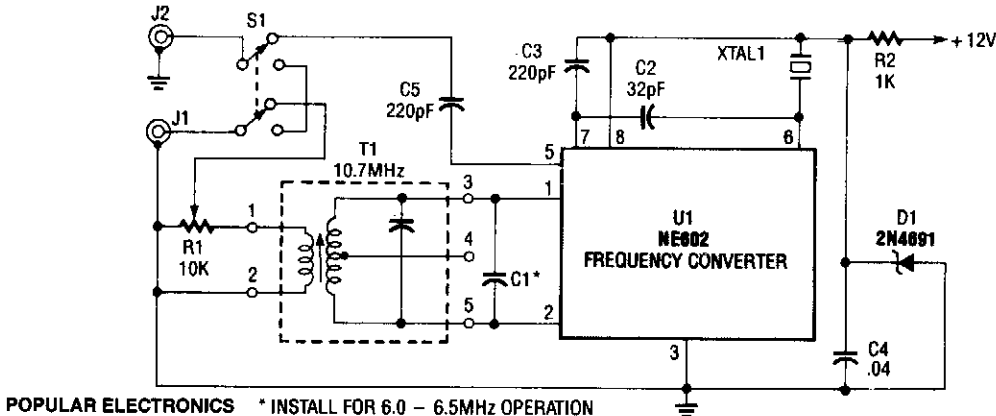 J2
S1
C3
220pF
C2
32pF
XTAL1
R2
1K
+ 12V
C5
220pF
J1
7
8
6
5
T1
10.7MHz
3
1
1
4
U1
NE602
FREQUENCY CONVERTER
D1
2N4691
R1
10K
2
C1*
5
2
3
C4
.04
POPULAR ELECTRONICS * INSTALL FOR 6.0 – 6.5MHz OPERATION